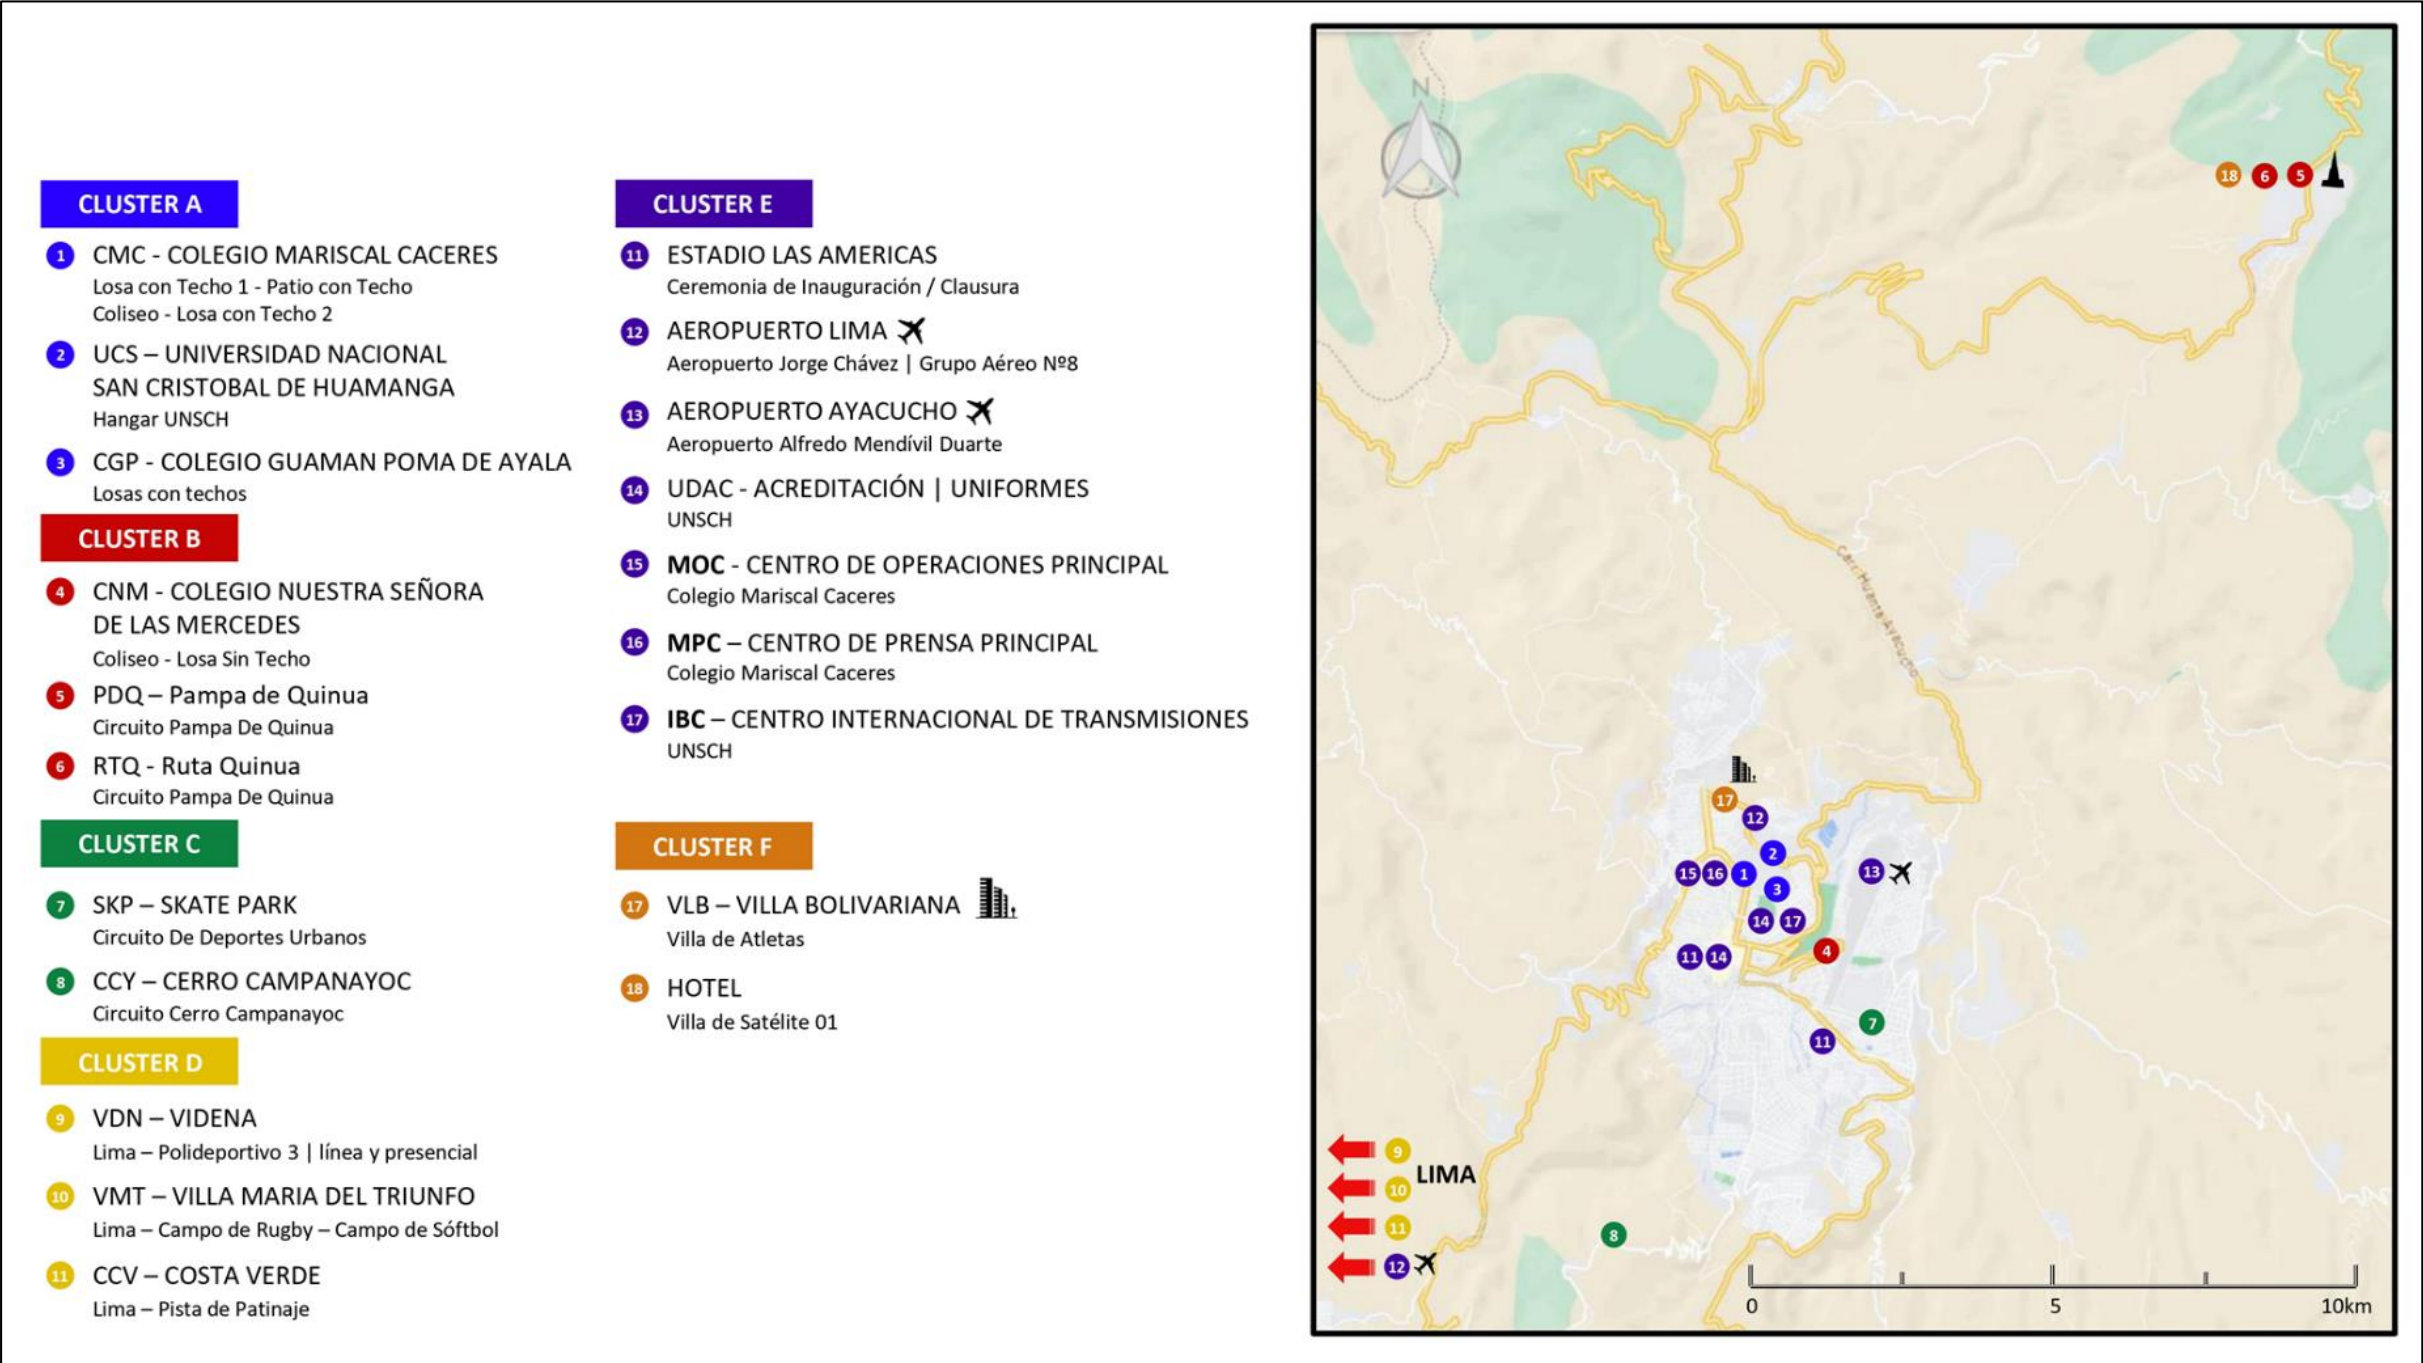 CLUSTER A
1 CMC - COLEGIO MARISCAL CACERES
Losa con Techo 1 - Patio con Techo
Coliseo - Losa con Techo 2
2 UCS – UNIVERSIDAD NACIONAL
SAN CRISTOBAL DE HUAMANGA
Hangar UNSCH
3 CGP - COLEGIO GUAMAN POMA DE AYALA
Losas con techos
CLUSTER B
4 CNM - COLEGIO NUESTRA SEÑORA
DE LAS MERCEDES
Coliseo - Losa Sin Techo
5 PDQ – Pampa de Quinua
Circuito Pampa De Quinua
6 RTQ - Ruta Quinua
Circuito Pampa De Quinua
CLUSTER C
7 SKP – SKATE PARK
Circuito De Deportes Urbanos
8 CCY – CERRO CAMPANAYOC
Circuito Cerro Campanayoc
CLUSTER D
9 VDN – VIDENA
Lima – Polideportivo 3 | línea y presencial
10 VMT – VILLA MARIA DEL TRIUNFO
Lima – Campo de Rugby – Campo de Sóftbol
11 CCV – COSTA VERDE
Lima – Pista de Patinaje
CLUSTER E
11 ESTADIO LAS AMERICAS
Ceremonia de Inauguración / Clausura
12 AEROPUERTO LIMA
Aeropuerto Jorge Chávez | Grupo Aéreo Nº8
13 AEROPUERTO AYACUCHO
Aeropuerto Alfredo Mendívil Duarte
14 UDAC - ACREDITACIÓN | UNIFORMES
UNSCH
15 MOC - CENTRO DE OPERACIONES PRINCIPAL
Colegio Mariscal Caceres
16 MPC – CENTRO DE PRENSA PRINCIPAL
Colegio Mariscal Caceres
17 IBC – CENTRO INTERNACIONAL DE TRANSMISIONES
UNSCH
CLUSTER F
17 VLB – VILLA BOLIVARIANA
Villa de Atletas
18 HOTEL
Villa de Satélite 01
N
18 6 5
Carr. Huanta-Ayacucho
17
12
2
15 16 1
13
3
14 17
4
11 14
7
11
9
LIMA
10
11
8
12
0 5 10km